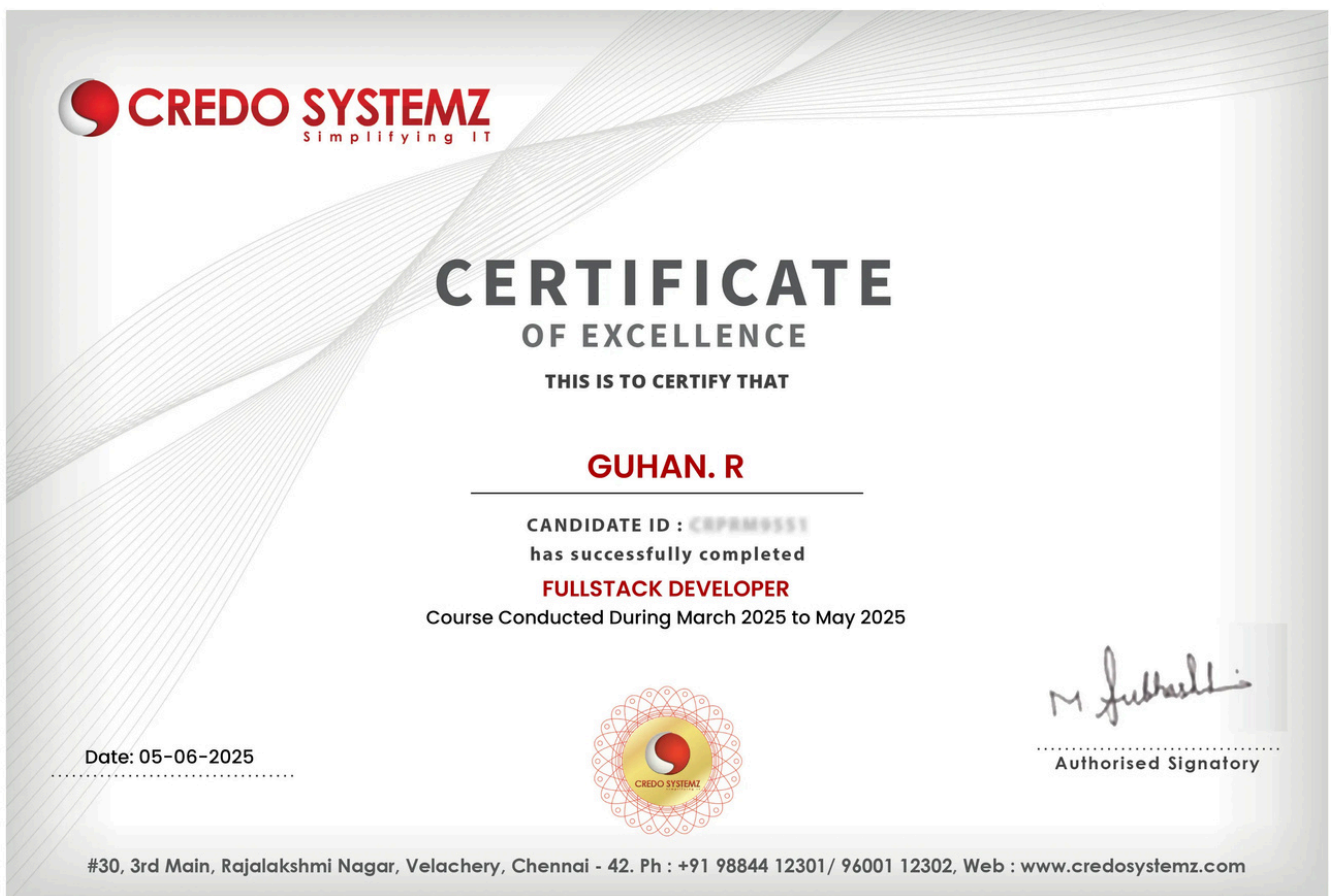 CREDO SYSTEMZ
Simplifying IT
CERTIFICATE
OF EXCELLENCE
THIS IS TO CERTIFY THAT
GUHAN. R
CANDIDATE ID :
has successfully completed
FULLSTACK DEVELOPER
Course Conducted During March 2025 to May 2025
Date: 05-06-2025
Authorised Signatory
CREDO SYSTEMZ
#30, 3rd Main, Rajalakshmi Nagar, Velachery, Chennai - 42. Ph : +91 98844 12301/ 96001 12302, Web : www.credosystemz.com